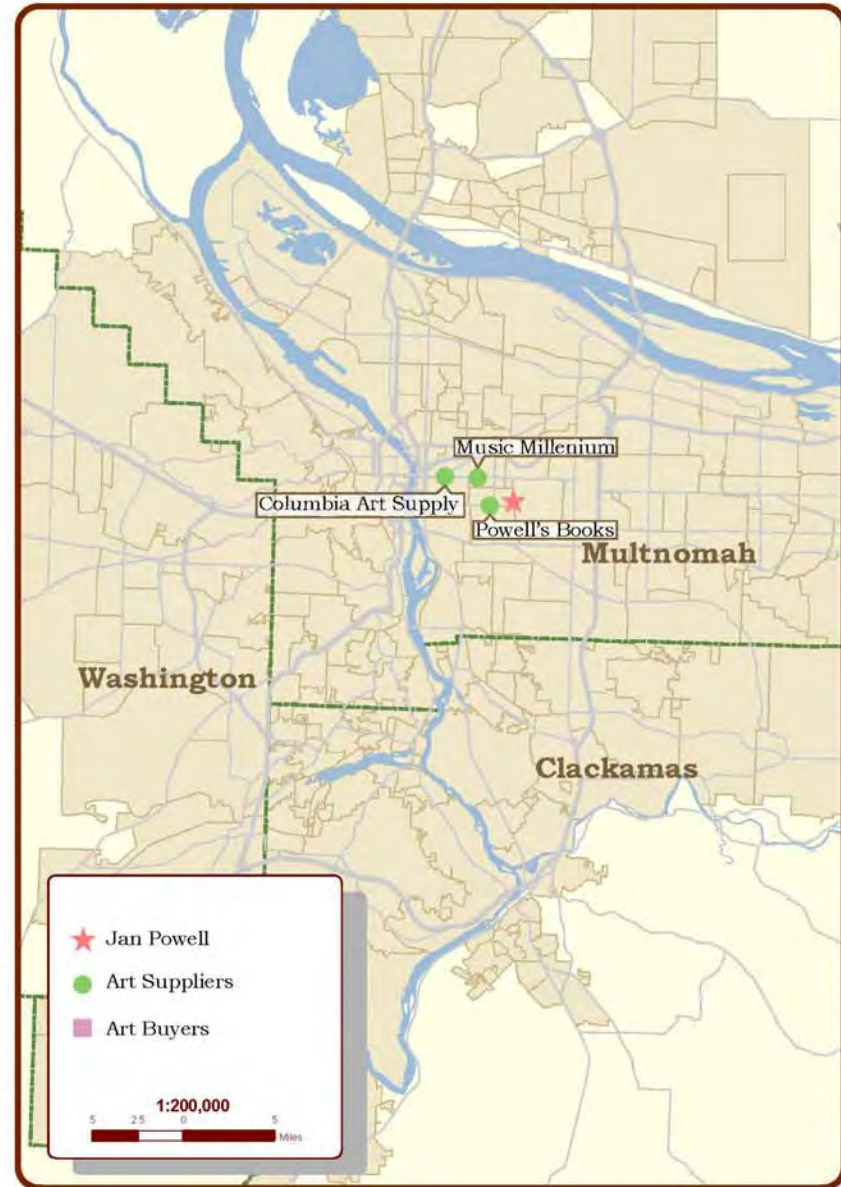 Music Millenium
Columbia Art Supply
Powell's Books
Multnomah
Washington
Clackamas
Jan Powell
Art Suppliers
Art Buyers
1:200,000
5 2.5 0 5
Miles